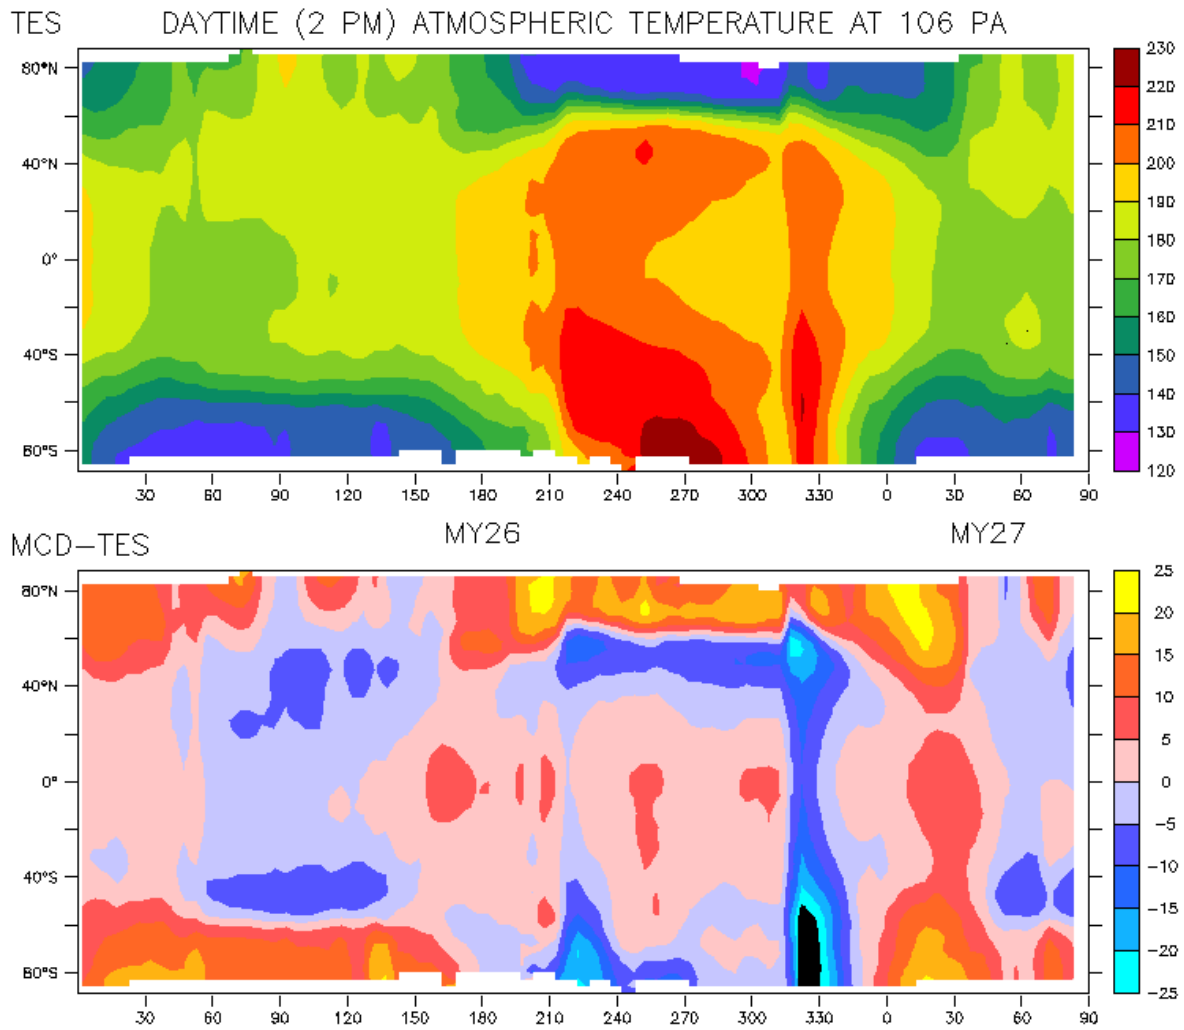 TES DAYTIME (2 PM) ATMOSPHERIC TEMPERATURE AT 106 PA
80°N
40°N
0°
40°S
80°S
30 60 90 120 150 180 210 240 270 300 330 0 30 60 90
230
220
210
200
190
180
170
160
150
140
130
120
MY26 MY27
MCD-TES
80°N
40°N
0°
40°S
80°S
30 60 90 120 150 180 210 240 270 300 330 0 30 60 90
25
20
15
10
5
0
-5
-10
-15
-20
-25